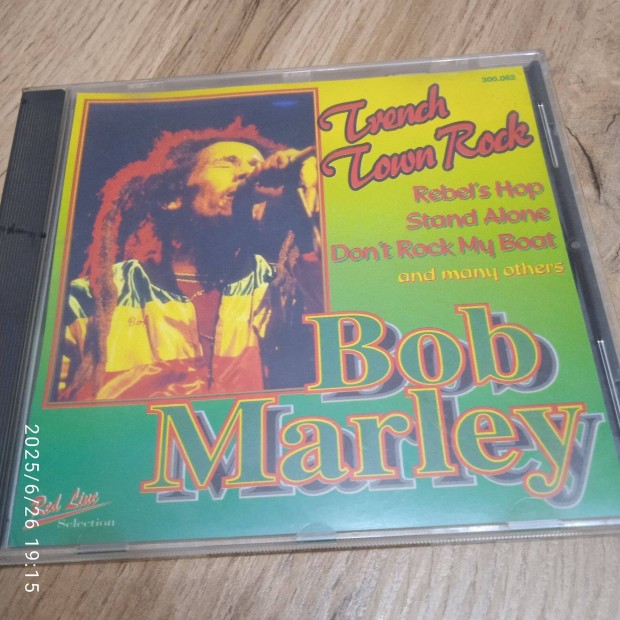 300.062
Trench
Town Rock
Rebel's Hop
Stand Alone
Don't Rock My Boat
and many others
Bob
Marley
Red Line
Selection
2025/6/26 19:15